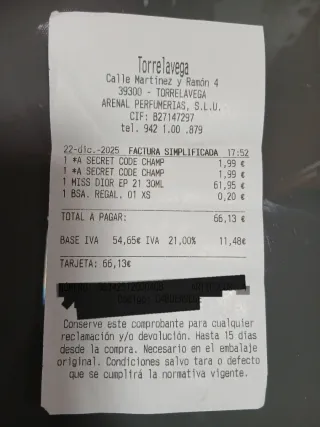 Torrelavega
Calle Martinez y Ramón 4
39300 - TORRELAVEGA
ARENAL PERFUMERIAS, S.L.U.
CIF: B27147297
tel. 942 1.00 .879
22-dic.-2025 FACTURA SIMPLIFICADA 17:52
1 *A SECRET CODE CHAMP 1,99 €
1 *A SECRET CODE CHAMP 1,99 €
1 MISS DIOR EP 21 30ML 61,95 €
1 BSA. REGAL. 01 XS 0,20 €
TOTAL A PAGAR: 66,13 €
BASE IVA 54,65€ IVA 21,00% 11,48€
TARJETA: 66,13€
Conserve este comprobante para cualquier
reclamación y/o devolución. Hasta 15 días
desde la compra. Necesario en el embalaje
original. Condiciones salvo tara o defecto
que se cumplirá la normativa vigente.